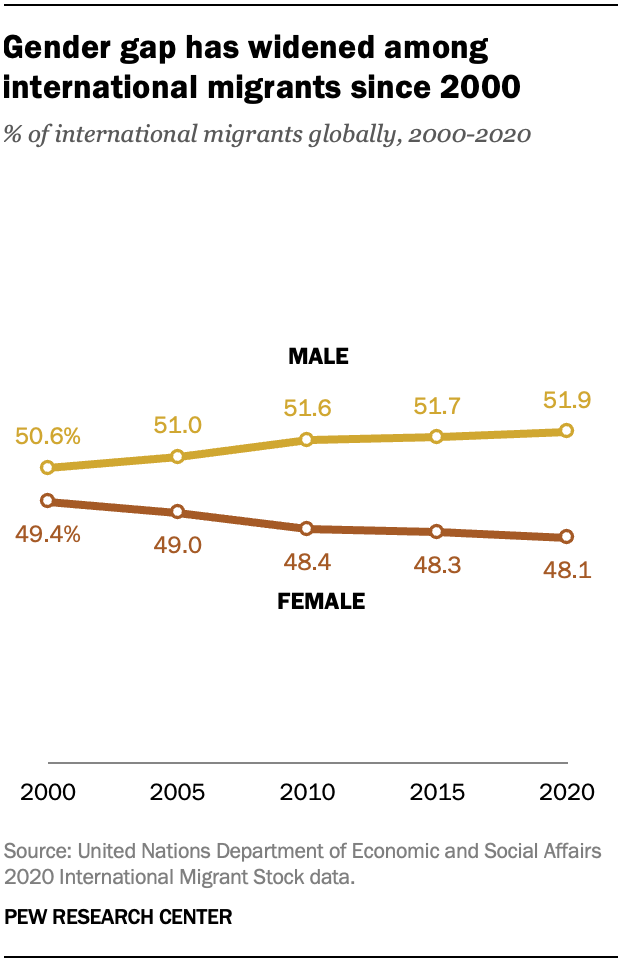 Gender gap has widened among
international migrants since 2000
% of international migrants globally, 2000-2020
MALE
50.6% 51.0 51.6 51.7 51.9
49.4% 49.0 48.4 48.3 48.1
FEMALE
2000 2005 2010 2015 2020
Source: United Nations Department of Economic and Social Affairs
2020 International Migrant Stock data.
PEW RESEARCH CENTER